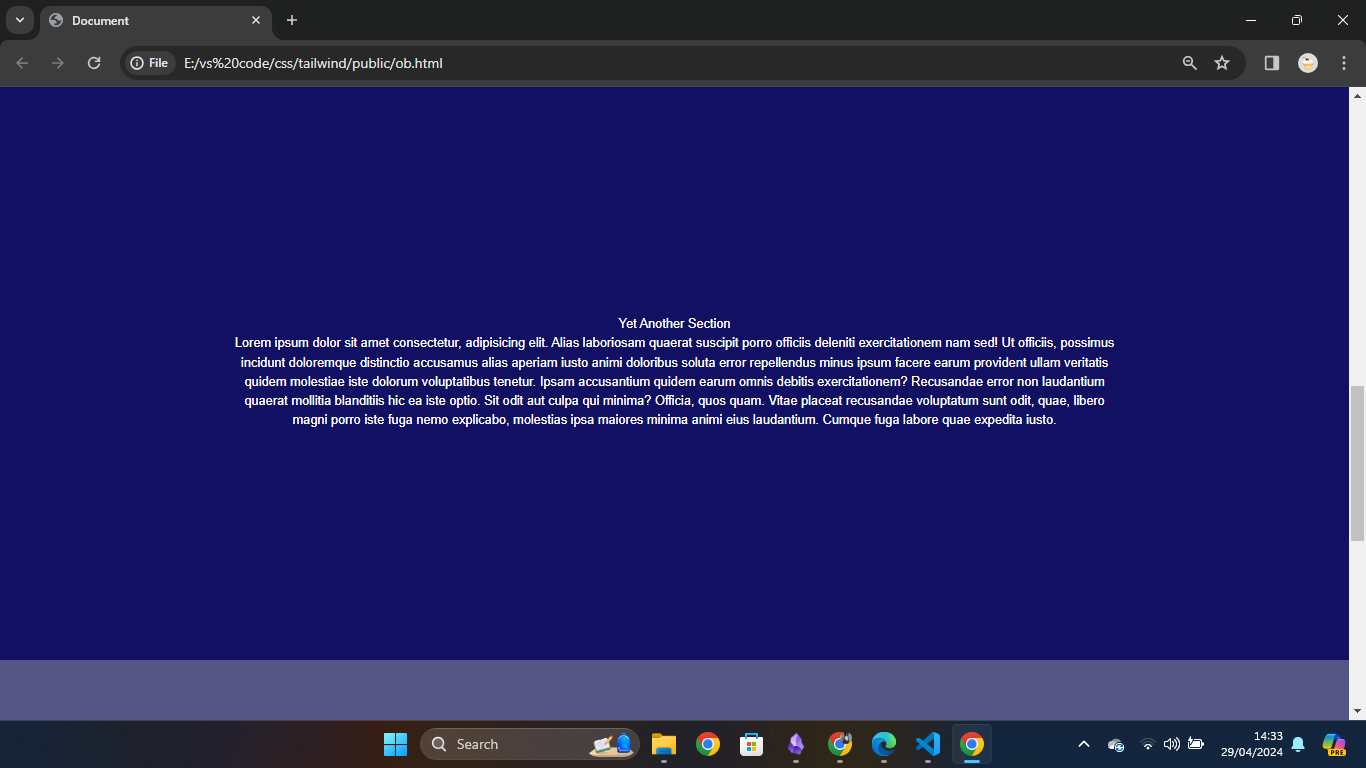 Document
File
E:/vs%20code/css/tailwind/public/ob.html
Yet Another Section
Lorem ipsum dolor sit amet consectetur, adipisicing elit. Alias laboriosam quaerat suscipit porro officiis deleniti exercitationem nam sed! Ut officiis, possimus
incidunt doloremque distinctio accusamus alias aperiam iusto animi doloribus soluta error repellendus minus ipsum facere earum provident ullam veritatis
quidem molestiae iste dolorum voluptatibus tenetur. Ipsam accusantium quidem earum omnis debitis exercitationem? Recusandae error non laudantium
quaerat mollitia blanditiis hic ea iste optio. Sit odit aut culpa qui minima? Officia, quos quam. Vitae placeat recusandae voluptatum sunt odit, quae, libero
magni porro iste fuga nemo explicabo, molestias ipsa maiores minima animi eius laudantium. Cumque fuga labore quae expedita iusto.
Search
14:33
29/04/2024
PRE